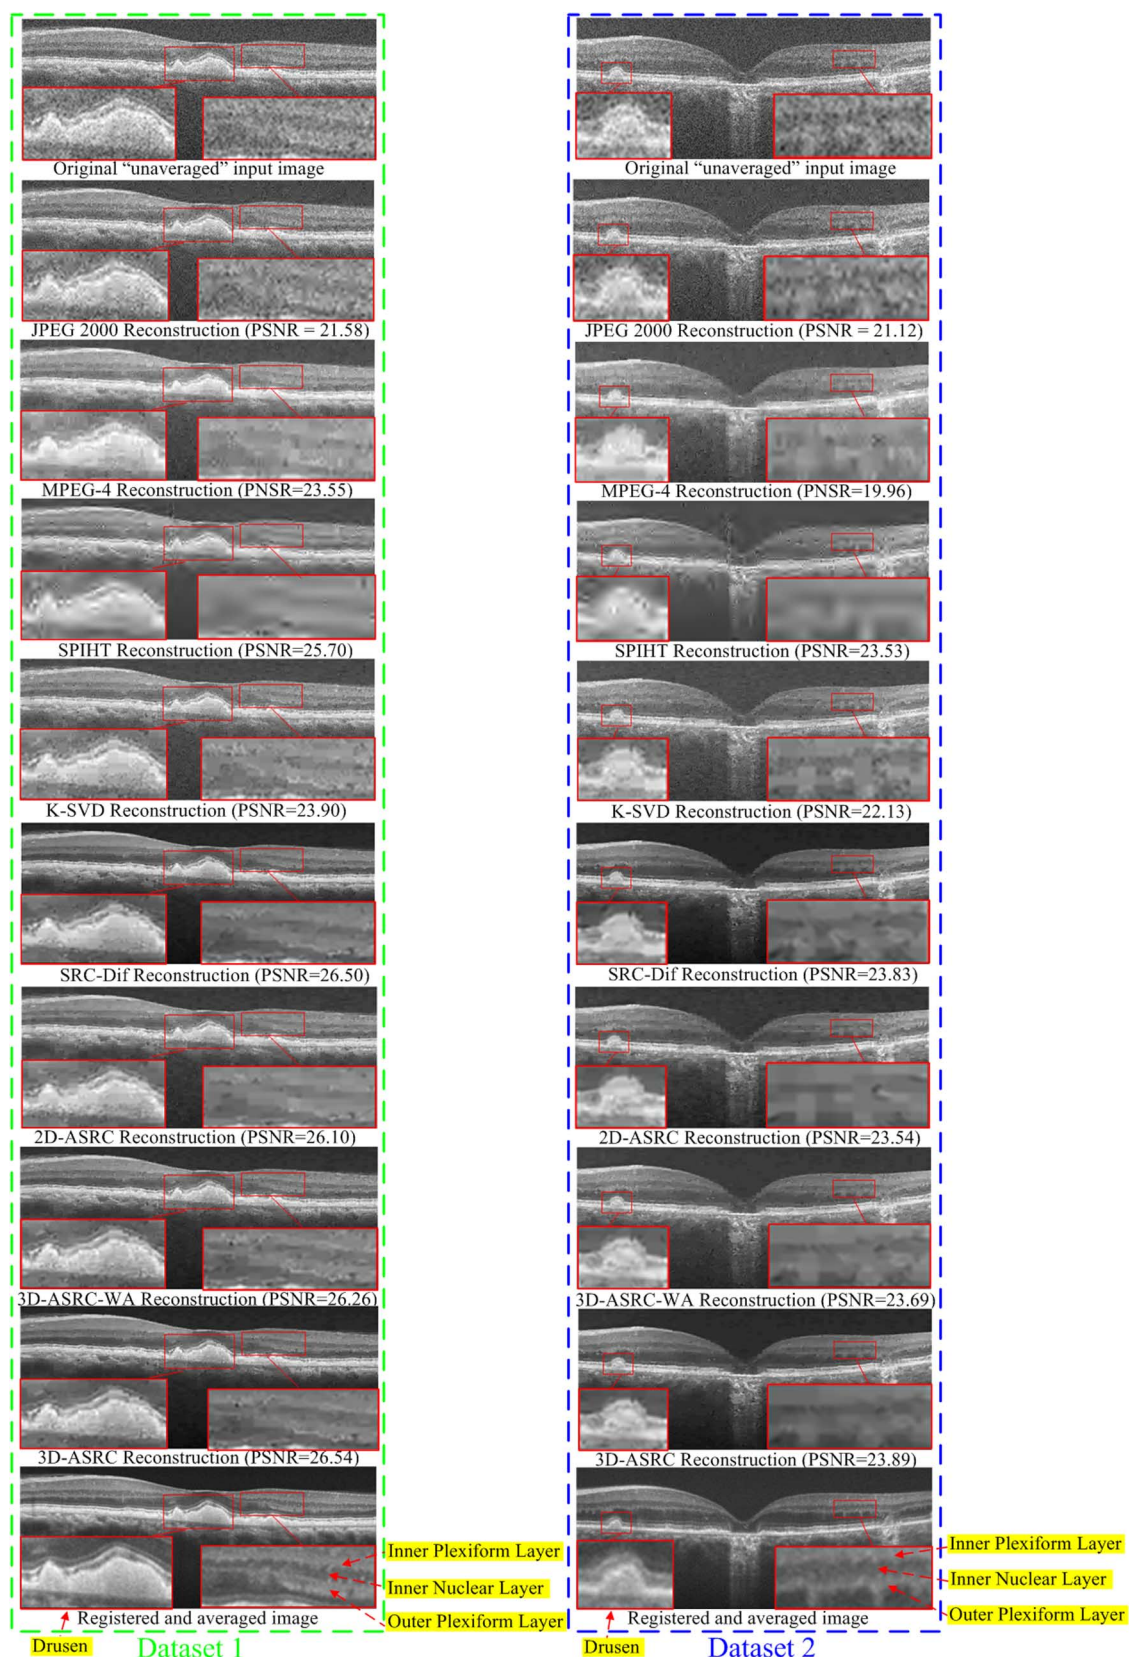 Original “unaveraged” input image
JPEG 2000 Reconstruction (PSNR = 21.58)
MPEG-4 Reconstruction (PNSR=23.55)
SPIHT Reconstruction (PSNR=25.70)
K-SVD Reconstruction (PSNR=23.90)
SRC-Dif Reconstruction (PSNR=26.50)
2D-ASRC Reconstruction (PSNR=26.10)
3D-ASRC-WA Reconstruction (PSNR=26.26)
3D-ASRC Reconstruction (PSNR=26.54)
Inner Plexiform Layer
Inner Nuclear Layer
Outer Plexiform Layer
Registered and averaged image
Drusen
Dataset 1
Original “unaveraged” input image
JPEG 2000 Reconstruction (PSNR = 21.12)
MPEG-4 Reconstruction (PNSR=19.96)
SPIHT Reconstruction (PSNR=23.53)
K-SVD Reconstruction (PSNR=22.13)
SRC-Dif Reconstruction (PSNR=23.83)
2D-ASRC Reconstruction (PSNR=23.54)
3D-ASRC-WA Reconstruction (PSNR=23.69)
3D-ASRC Reconstruction (PSNR=23.89)
Inner Plexiform Layer
Inner Nuclear Layer
Outer Plexiform Layer
Registered and averaged image
Drusen
Dataset 2